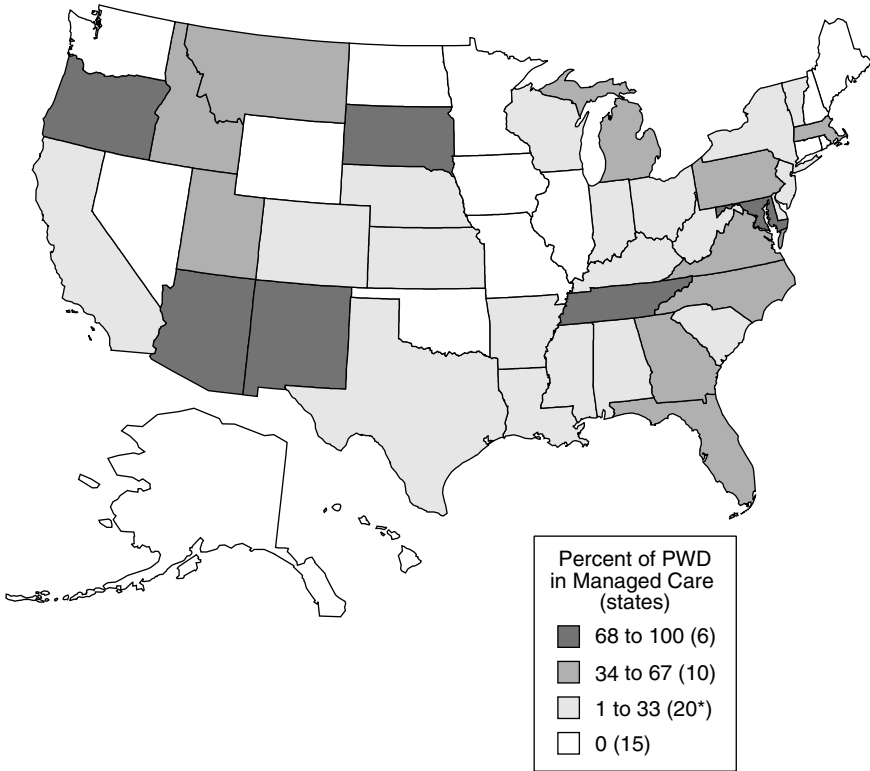 Percent of PWD
in Managed Care
(states)
68 to 100 (6)
34 to 67 (10)
1 to 33 (20*)
0 (15)